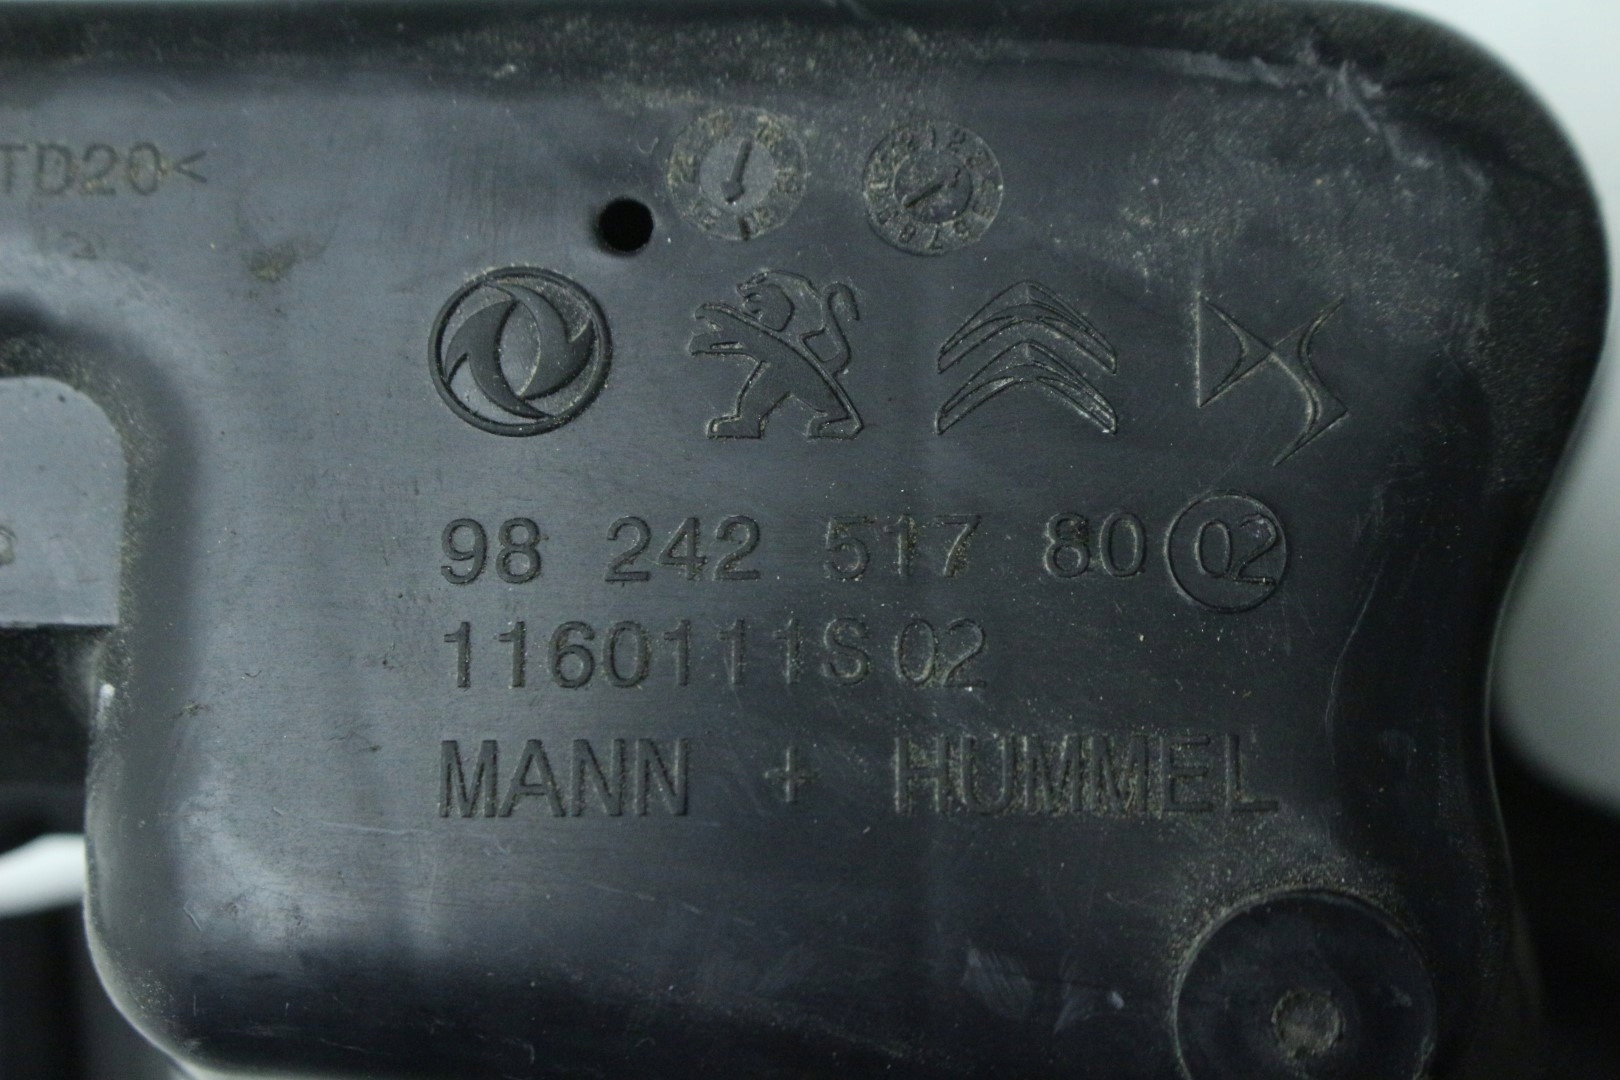 TD20<
98 242 517 80 02
1160111S02
MANN + HUMMEL